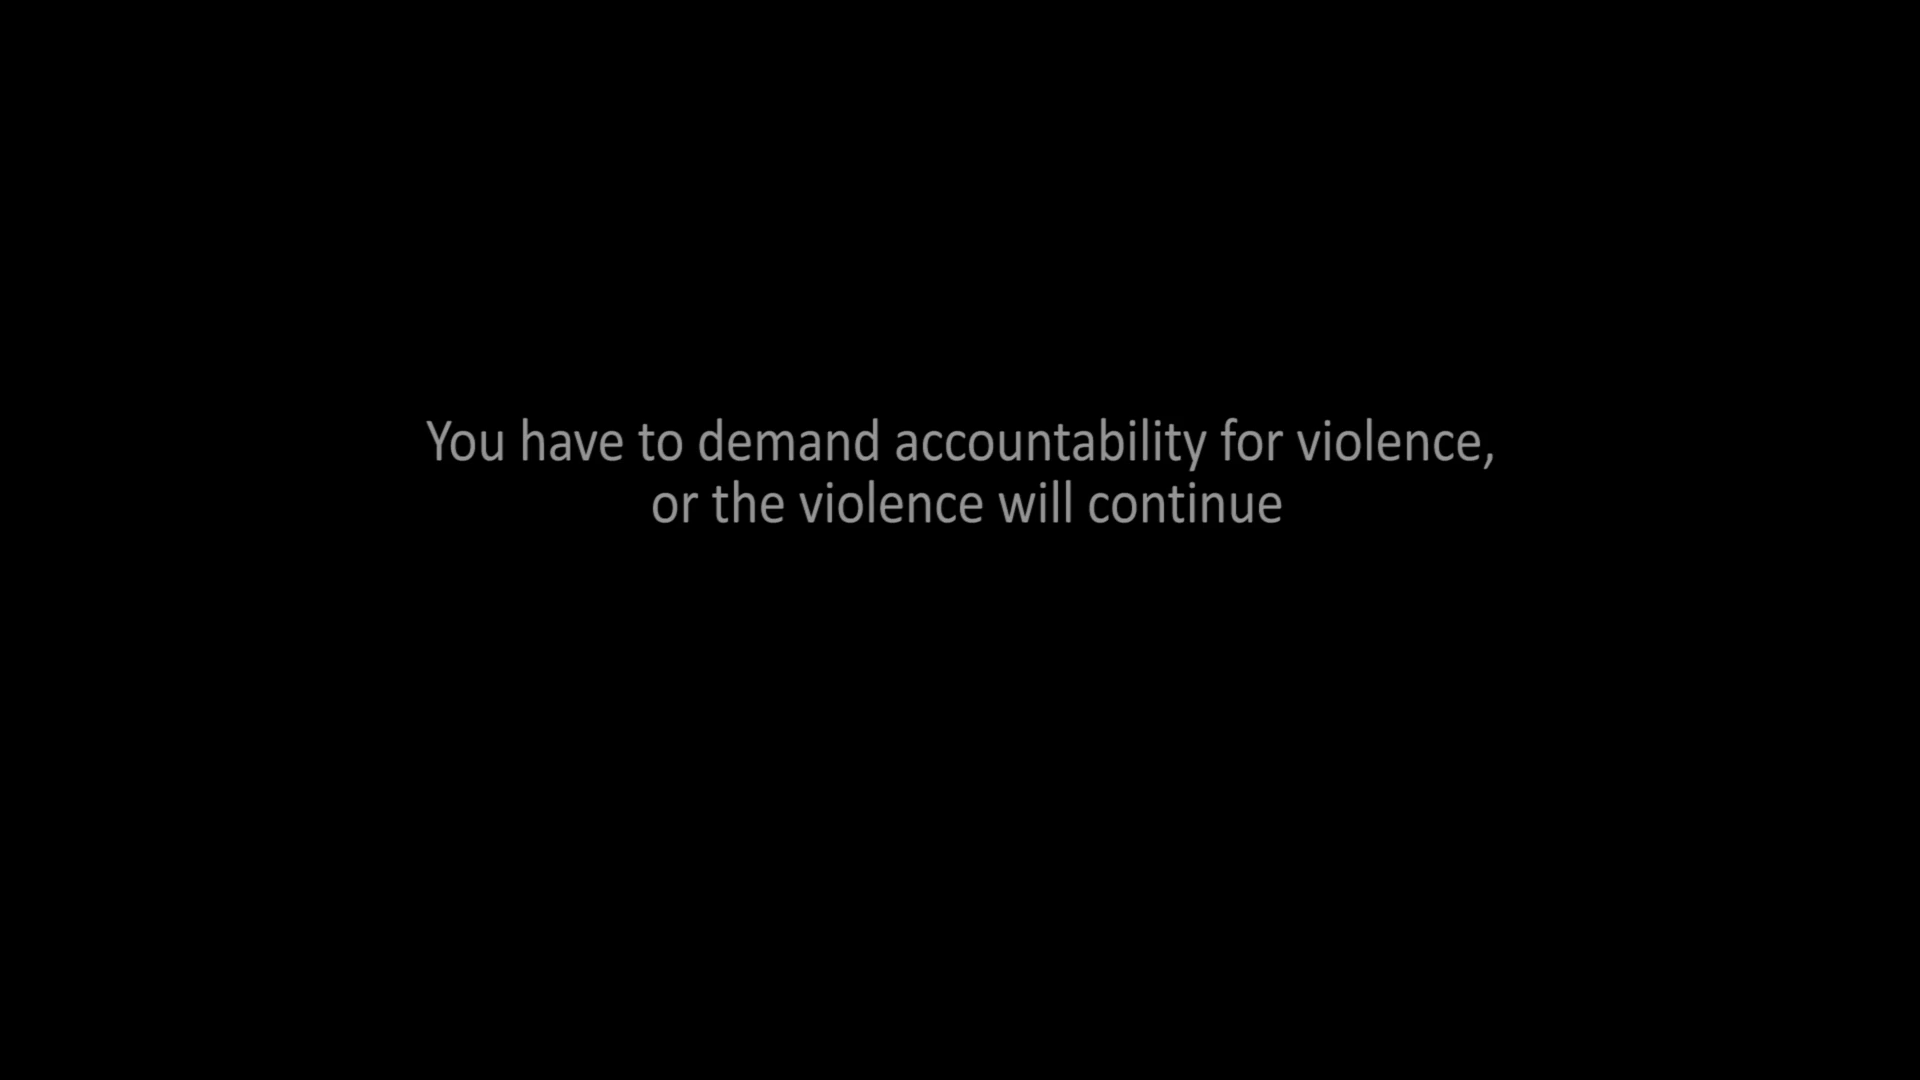 You have to demand accountability for violence,
or the violence will continue